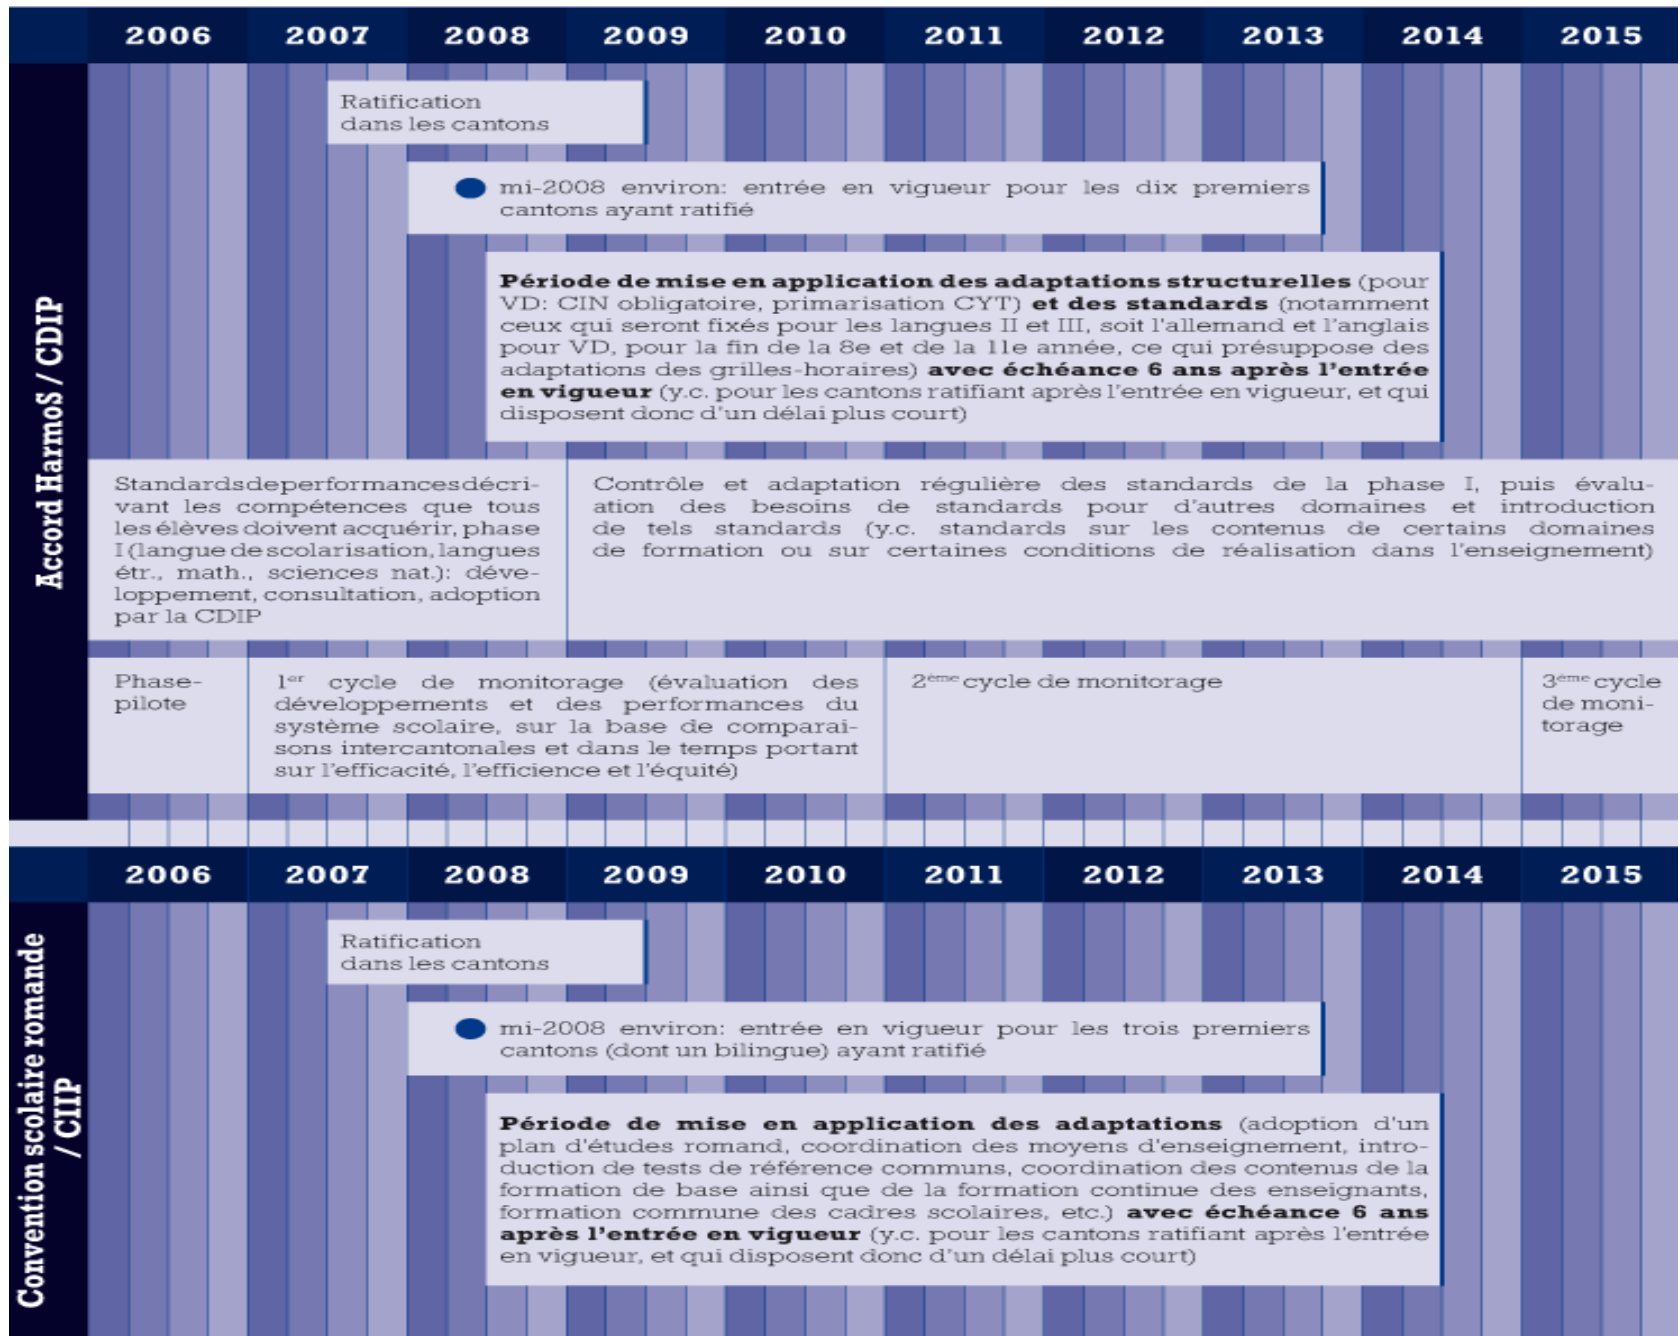 2006 2007 2008 2009 2010 2011 2012 2013 2014 2015
Accord HarmoS / CDIP
Ratification
dans les cantons
mi-2008 environ: entrée en vigueur pour les dix premiers
cantons ayant ratifié
Période de mise en application des adaptations structurelles (pour
VD: CIN obligatoire, primarisation CYT) et des standards (notamment
ceux qui seront fixés pour les langues II et III, soit l'allemand et l'anglais
pour VD, pour la fin de la 8e et de la 11e année, ce qui présuppose des
adaptations des grilles-horaires) avec échéance 6 ans après l'entrée
en vigueur (y.c. pour les cantons ratifiant après l'entrée en vigueur, et qui
disposent donc d'un délai plus court)
Standards de performances décri-
vant les compétences que tous
les élèves doivent acquérir, phase
I (langue de scolarisation, langues
étr., math., sciences nat.): déve-
loppement, consultation, adoption
par la CDIP
Contrôle et adaptation régulière des standards de la phase I, puis évalu-
ation des besoins de standards pour d'autres domaines et introduction
de tels standards (y.c. standards sur les contenus de certains domaines
de formation ou sur certaines conditions de réalisation dans l'enseignement)
Phase-
pilote
1er cycle de monitorage (évaluation des
développements et des performances du
système scolaire, sur la base de comparai-
sons intercantonales et dans le temps portant
sur l'efficacité, l'efficience et l'équité)
2ème cycle de monitorage
3ème cycle
de moni-
torage
2006 2007 2008 2009 2010 2011 2012 2013 2014 2015
Convention scolaire romande
/ CIIP
Ratification
dans les cantons
mi-2008 environ: entrée en vigueur pour les trois premiers
cantons (dont un bilingue) ayant ratifié
Période de mise en application des adaptations (adoption d'un
plan d'études romand, coordination des moyens d'enseignement, intro-
duction de tests de référence communs, coordination des contenus de la
formation de base ainsi que de la formation continue des enseignants,
formation commune des cadres scolaires, etc.) avec échéance 6 ans
après l'entrée en vigueur (y.c. pour les cantons ratifiant après l'entrée
en vigueur, et qui disposent donc d'un délai plus court)